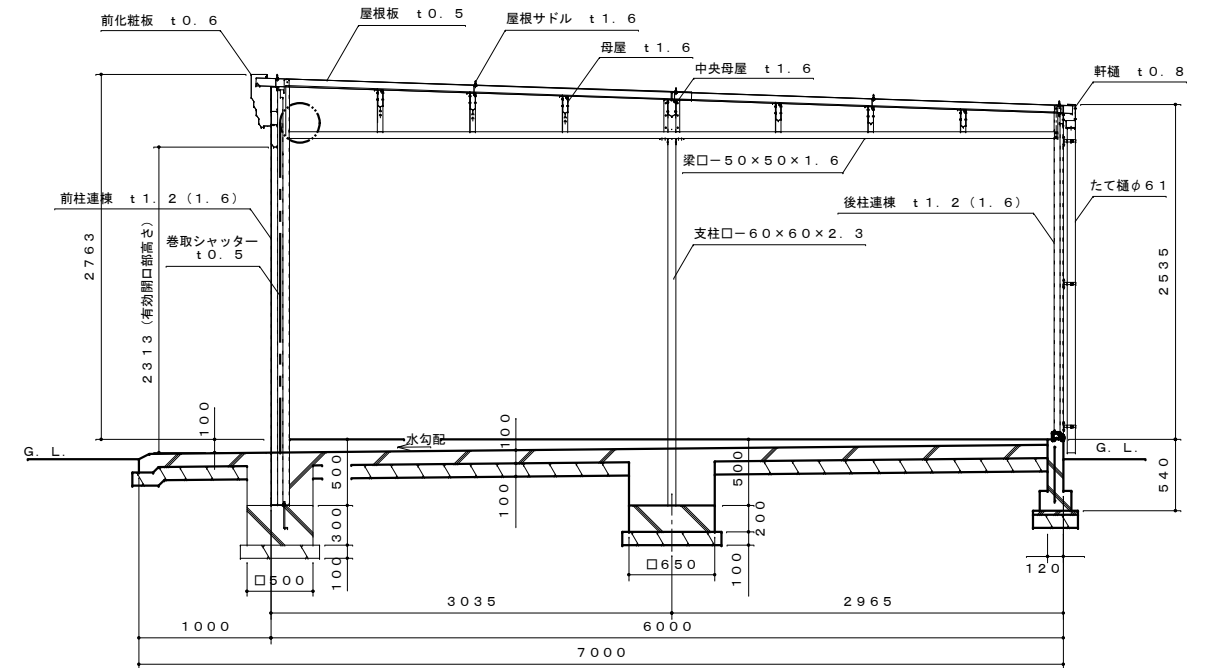 前化粧板 t0.6
屋根板 t0.5
屋根サドル t1.6
母屋 t1.6
中央母屋 t1.6
軒樋 t0.8
梁口-50×50×1.6
前柱連棟 t1.2(1.6)
後柱連棟 t1.2(1.6)
たて樋φ61
巻取シャッター
t0.5
支柱口-60×60×2.3
2763
2313(有効開口部高さ)
2535
100
水勾配
100
G.L.
G.L.
500
500
540
100
300
200
100
100
□500
□650
120
3035
2965
1000
6000
7000